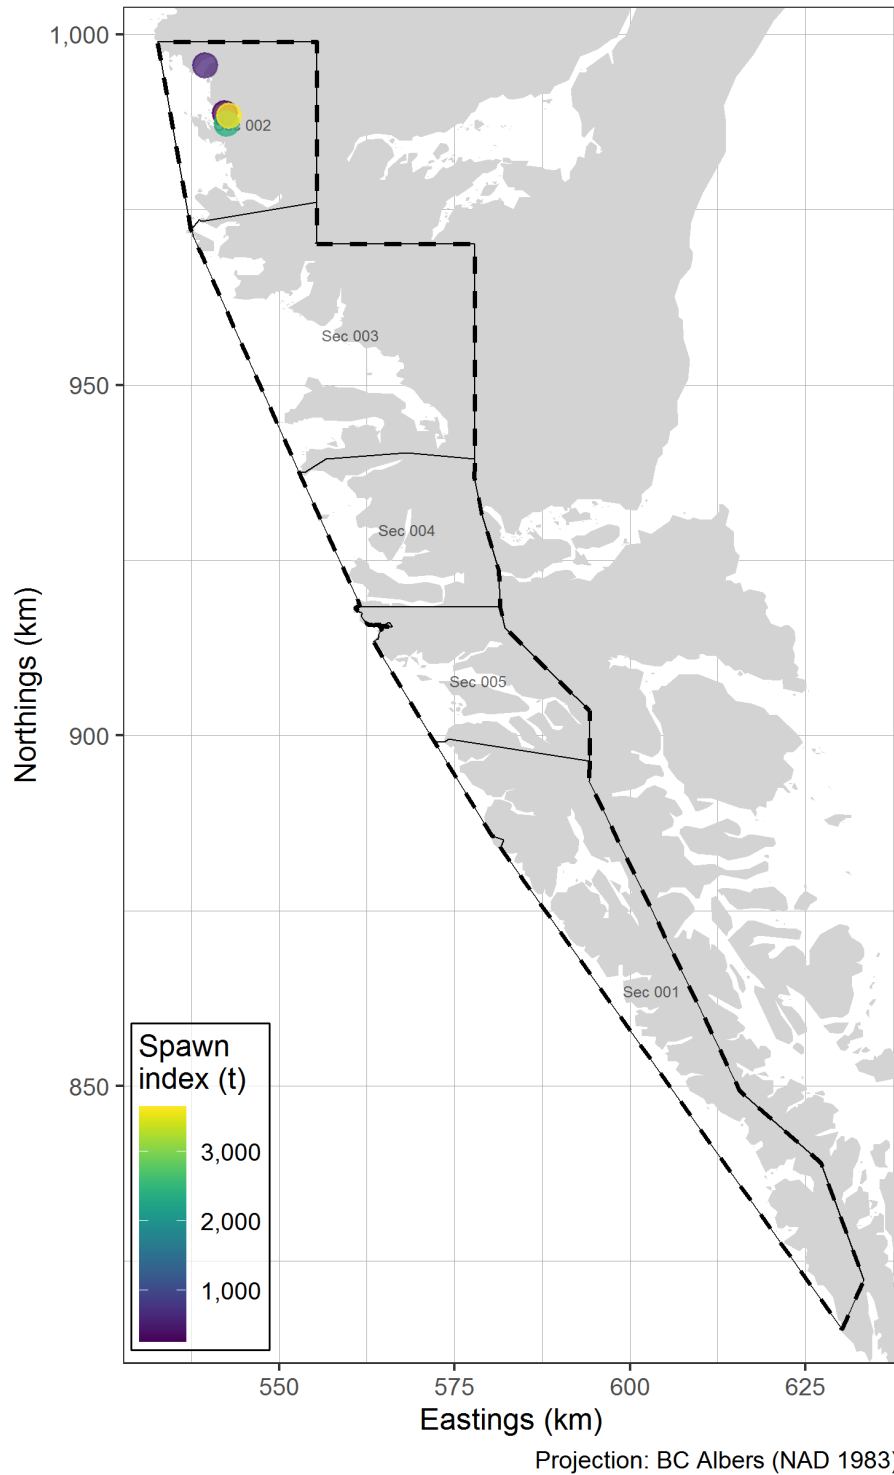 1,000
002
Sec 003
950
Sec 004
Sec 005
900
Sec 001
850
Northings (km)
Spawn
index (t)
3,000
2,000
1,000
550
575
600
625
Eastings (km)
Projection: BC Albers (NAD 1983)